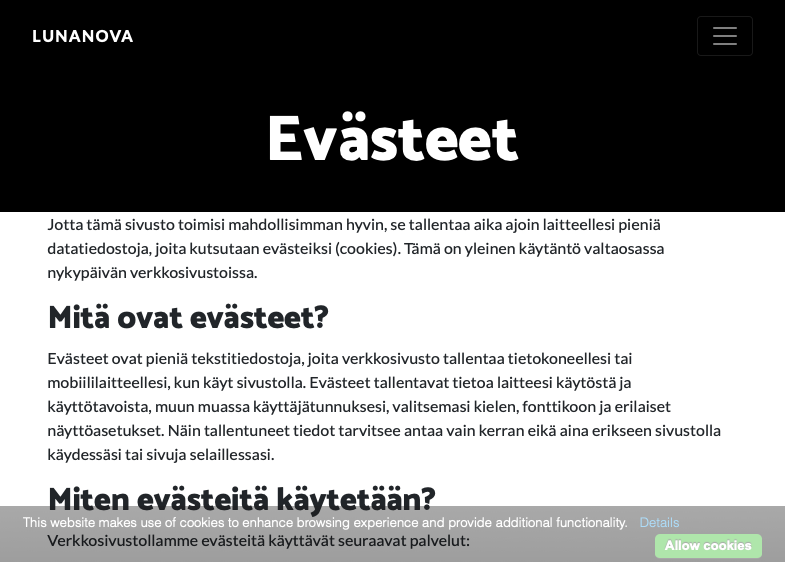 LUNANOVA
Evästeet
Jotta tämä sivusto toimisi mahdollisimman hyvin, se tallentaa aika ajoin laitteellesi pieniä
datatiedostoja, joita kutsutaan evästeiksi (cookies). Tämä on yleinen käytäntö valtaosassa
nykypäivän verkkosivustoissa.
Mitä ovat evästeet?
Evästeet ovat pieniä tekstitiedostoja, joita verkkosivusto tallentaa tietokoneellesi tai
mobiililaitteellesi, kun käyt sivustolla. Evästeet tallentavat tietoa laitteesi käytöstä ja
käyttötavoista, muun muassa käyttäjätunnuksesi, valitsemasi kielen, fonttikoon ja erilaiset
näyttöasetukset. Näin tallentuneet tiedot tarvitsee antaa vain kerran eikä aina erikseen sivustolla
käydessäsi tai sivuja selaillessasi.
Miten evästeitä käytetään?
This website makes use of cookies to enhance browsing experience and provide additional functionality. Details
Verkkosivustollamme evästeitä käyttävät seuraavat palvelut:
Allow cookies